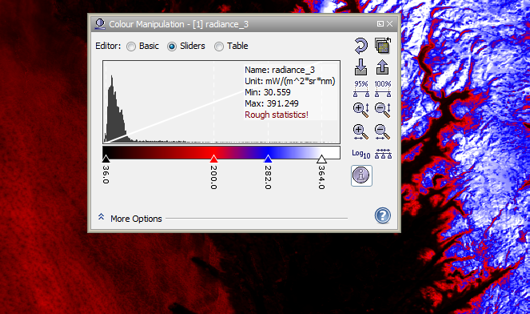 Colour Manipulation - [1] radiance_3
Editor: Basic Sliders Table
Name: radiance_3
Unit: mW/(m^2*sr*nm)
Min: 30.559
Max: 391.249
Rough statistics!
95% 100%
Log10
36.0 200.0 282.0 364.0
More Options